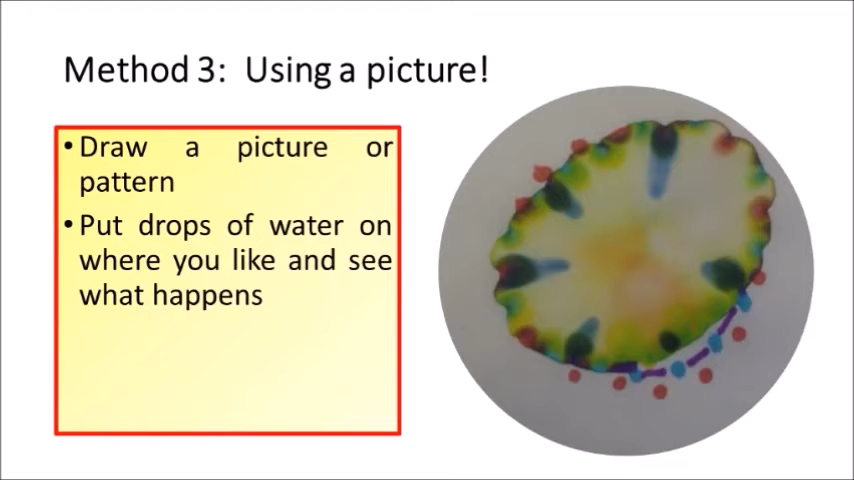 Method 3: Using a picture!
• Draw a picture or
pattern
• Put drops of water on
where you like and see
what happens